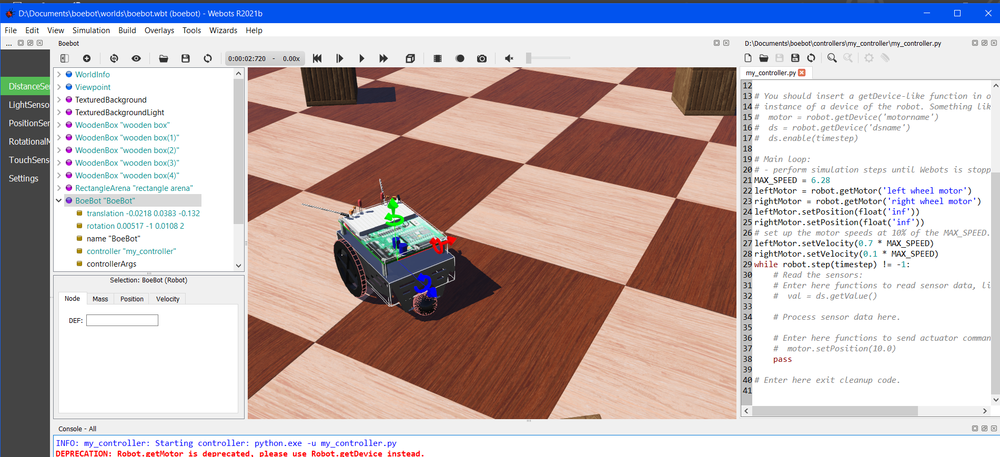 D:\Documents\boebot\worlds\boebot.wbt (boebot) - Webots R2021b
File Edit View Simulation Build Overlays Tools Wizards Help
...
DistanceSe
LightSenso
PositionSer
RotationalM
TouchSens
Settings
Boebot
0:00:02:720 - 0.00x
WorldInfo
Viewpoint
TexturedBackground
TexturedBackgroundLight
WoodenBox "wooden box"
WoodenBox "wooden box(1)"
WoodenBox "wooden box(2)"
WoodenBox "wooden box(3)"
WoodenBox "wooden box(4)"
RectangleArena "rectangle arena"
BoeBot "BoeBot"
translation -0.0218 0.0383 -0.132
rotation 0.00517 -1 0.0108 2
name "BoeBot"
controller "my_controller"
controllerArgs
Selection: BoeBot (Robot)
Node Mass Position Velocity
DEF:
D:\Documents\boebot\controllers\my_controller\my_controller.py
my_controller.py
12
13 # You should insert a getDevice-like function in o
14 # instance of a device of the robot. Something lik
15 #  motor = robot.getDevice('motorname')
16 #  ds = robot.getDevice('dsname')
17 #  ds.enable(timestep)
18
19 # Main loop:
20 # - perform simulation steps until Webots is stopp
21 MAX_SPEED = 6.28
22 leftMotor = robot.getMotor('left wheel motor')
23 rightMotor = robot.getMotor('right wheel motor')
24 leftMotor.setPosition(float('inf'))
25 rightMotor.setPosition(float('inf'))
26 # set up the motor speeds at 10% of the MAX_SPEED.
27 leftMotor.setVelocity(0.7 * MAX_SPEED)
28 rightMotor.setVelocity(0.1 * MAX_SPEED)
29 while robot.step(timestep) != -1:
30     # Read the sensors:
31     # Enter here functions to read sensor data, li
32     #  val = ds.getValue()
33
34     # Process sensor data here.
35
36     # Enter here functions to send actuator comman
37     #  motor.setPosition(10.0)
38     pass
39
40 # Enter here exit cleanup code.
41
Console - All
INFO: my_controller: Starting controller: python.exe -u my_controller.py
DEPRECATION: Robot.getMotor is deprecated, please use Robot.getDevice instead.